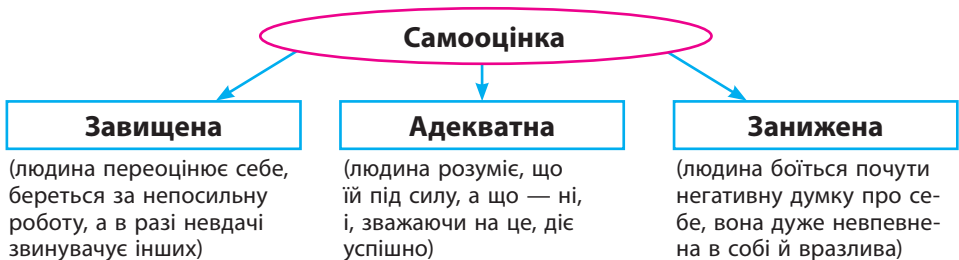 Самооцінка
Завищена
(людина переоцінює себе,
береться за непосильну
роботу, а в разі невдачі
звинувачує інших)
Адекватна
(людина розуміє, що
їй під силу, а що — ні,
і, зважаючи на це, діє
успішно)
Занижена
(людина боїться почути
негативну думку про се-
бе, вона дуже невпевне-
на в собі й вразлива)